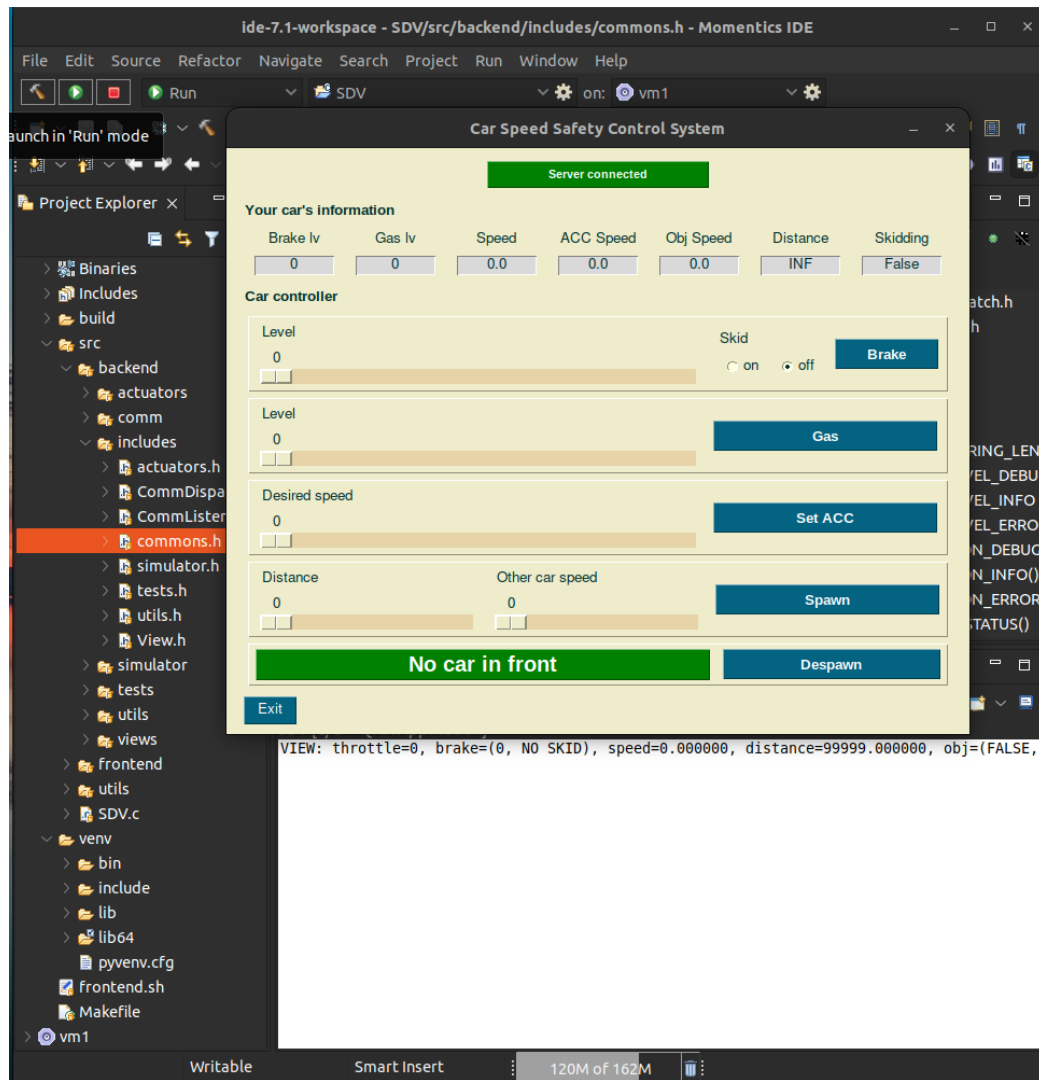 ide-7.1-workspace - SDV/src/backend/includes/commons.h - Momentics IDE
File Edit Source Refactor Navigate Search Project Run Window Help
Run SDV on: vm1
aunch in 'Run' mode
Car Speed Safety Control System
Server connected
Project Explorer
Your car's information
Brake lv Gas lv Speed ACC Speed Obj Speed Distance Skidding
0 0 0.0 0.0 0.0 INF False
Car controller
Level
0
Skid
on off
Brake
Level
0
Gas
Desired speed
0
Set ACC
Distance Other car speed
0 0
Spawn
No car in front
Despawn
Exit
Binaries
Includes
build
src
backend
actuators
comm
includes
actuators.h
CommDispa
CommLister
commons.h
simulator.h
tests.h
utils.h
View.h
simulator
tests
utils
views
frontend
utils
SDV.c
venv
bin
include
lib
lib64
pyvenv.cfg
frontend.sh
Makefile
vm1
atch.h
h
RING_LEN
/EL_DEBU
/EL_INFO
/EL_ERRO
N_DEBUG
N_INFO()
N_ERROR
TATUS()
VIEW: throttle=0, brake=(0, NO SKID), speed=0.000000, distance=99999.000000, obj=(FALSE,
Writable Smart Insert 120M of 162M